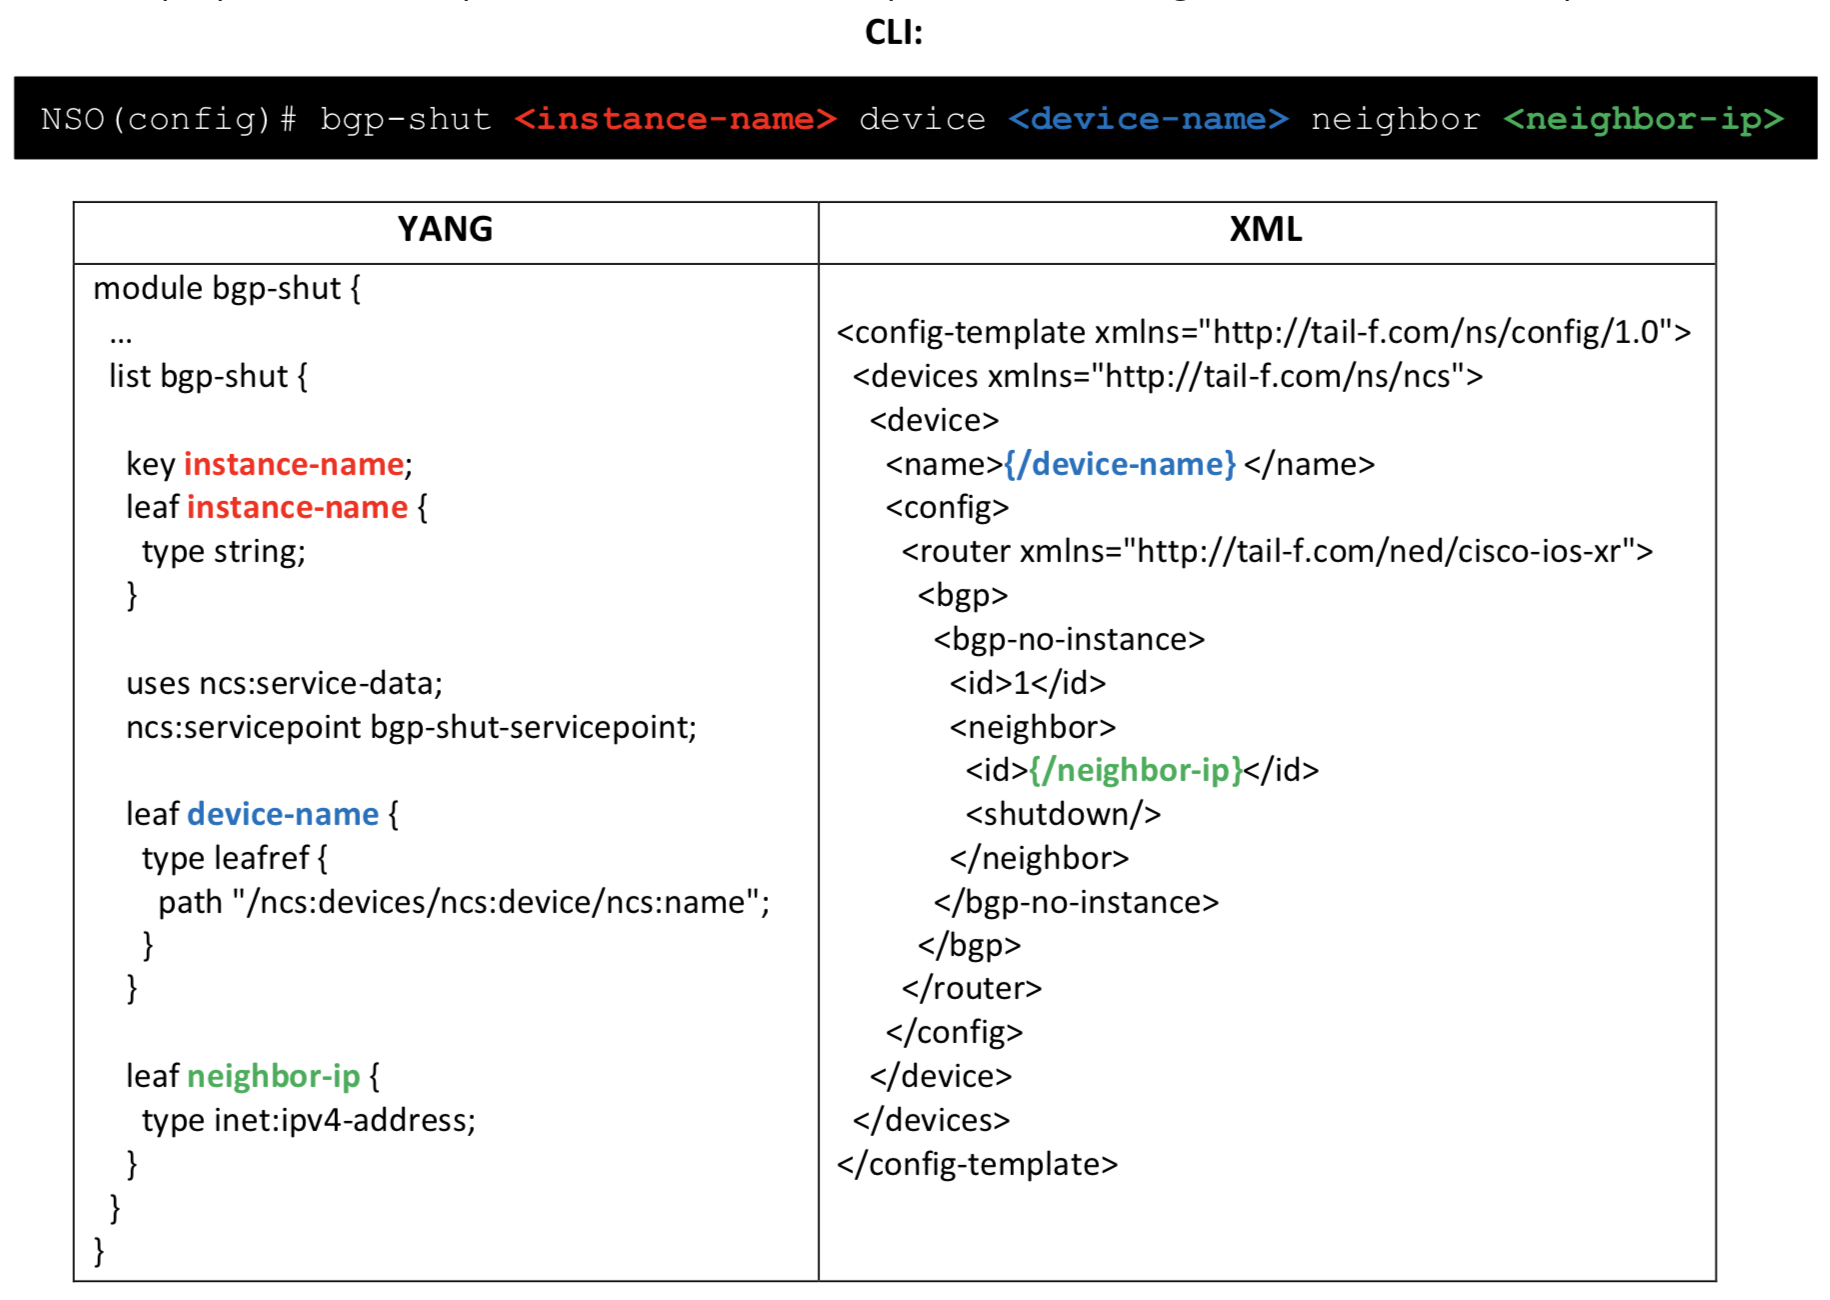 CLI:
NSO(config)# bgp-shut <instance-name> device <device-name> neighbor <neighbor-ip>
YANG
module bgp-shut {
...
list bgp-shut {
key instance-name;
leaf instance-name {
type string;
}
uses ncs:service-data;
ncs:servicepoint bgp-shut-servicepoint;
leaf device-name {
type leafref {
path "/ncs:devices/ncs:device/ncs:name";
}
}
leaf neighbor-ip {
type inet:ipv4-address;
}
}
}
XML
<config-template xmlns="http://tail-f.com/ns/config/1.0">
<devices xmlns="http://tail-f.com/ns/ncs">
<device>
<name>{/device-name} </name>
<config>
<router xmlns="http://tail-f.com/ned/cisco-ios-xr">
<bgp>
<bgp-no-instance>
<id>1</id>
<neighbor>
<id>{/neighbor-ip}</id>
<shutdown/>
</neighbor>
</bgp-no-instance>
</bgp>
</router>
</config>
</device>
</devices>
</config-template>